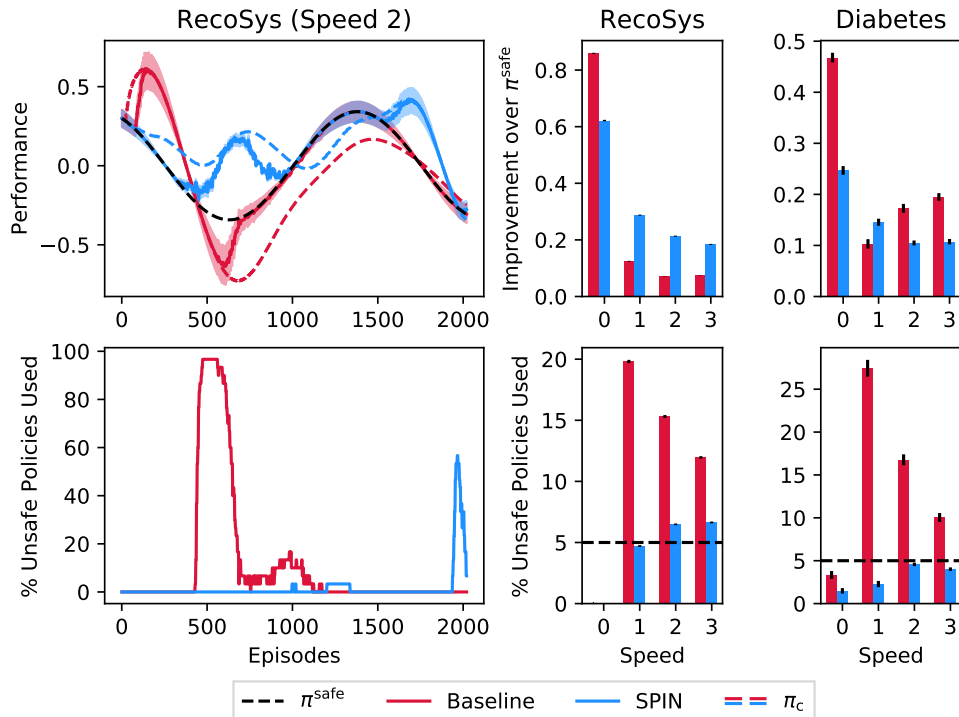 RecoSys (Speed 2)
Performance
0.5
0.0
−0.5
0 500 1000 1500 2000
RecoSys
Improvement over π^safe
0.8
0.6
0.4
0.2
0.0
0 1 2 3
Diabetes
0.5
0.4
0.3
0.2
0.1
0.0
0 1 2 3
% Unsafe Policies Used
100
80
60
40
20
0
0 500 1000 1500 2000
Episodes
% Unsafe Policies Used
20
15
10
5
0
0 1 2 3
Speed
25
20
15
10
5
0
0 1 2 3
Speed
π^safe Baseline SPIN π_c